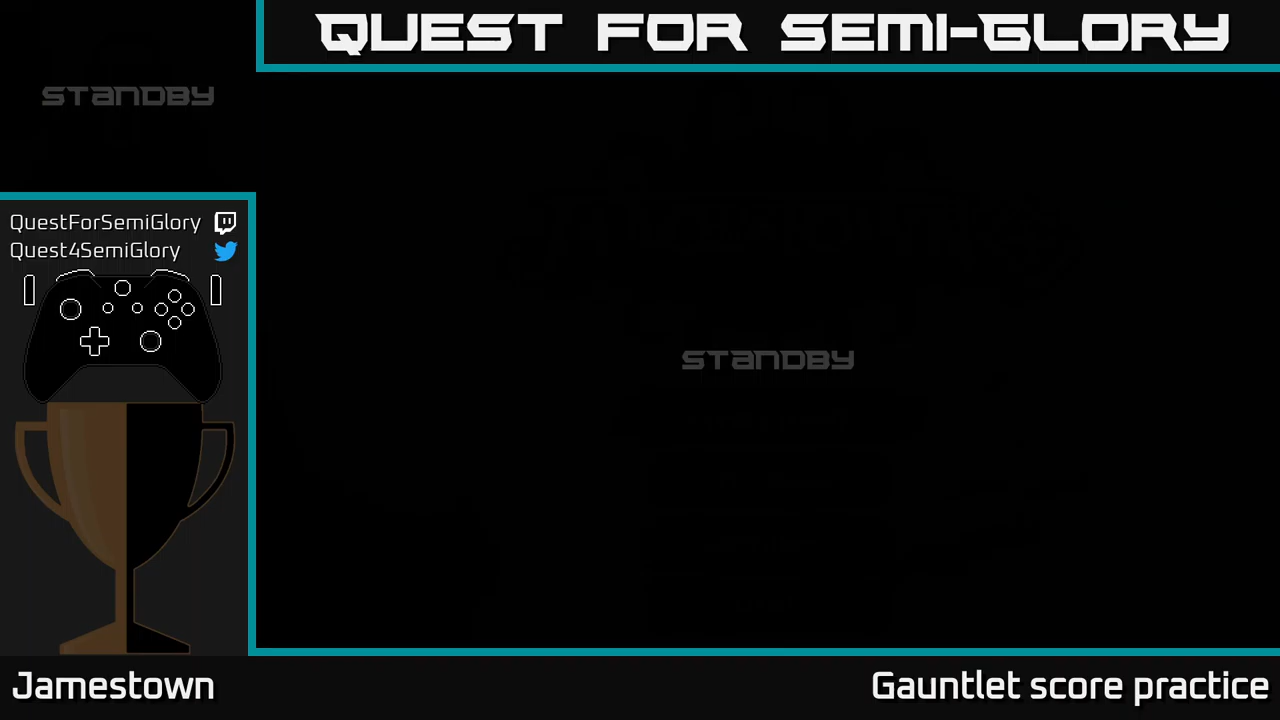 QUEST FOR SEMI-GLORY
STANDBY
QuestForSemiGlory
Quest4SemiGlory
STANDBY
Jamestown
Gauntlet score practice